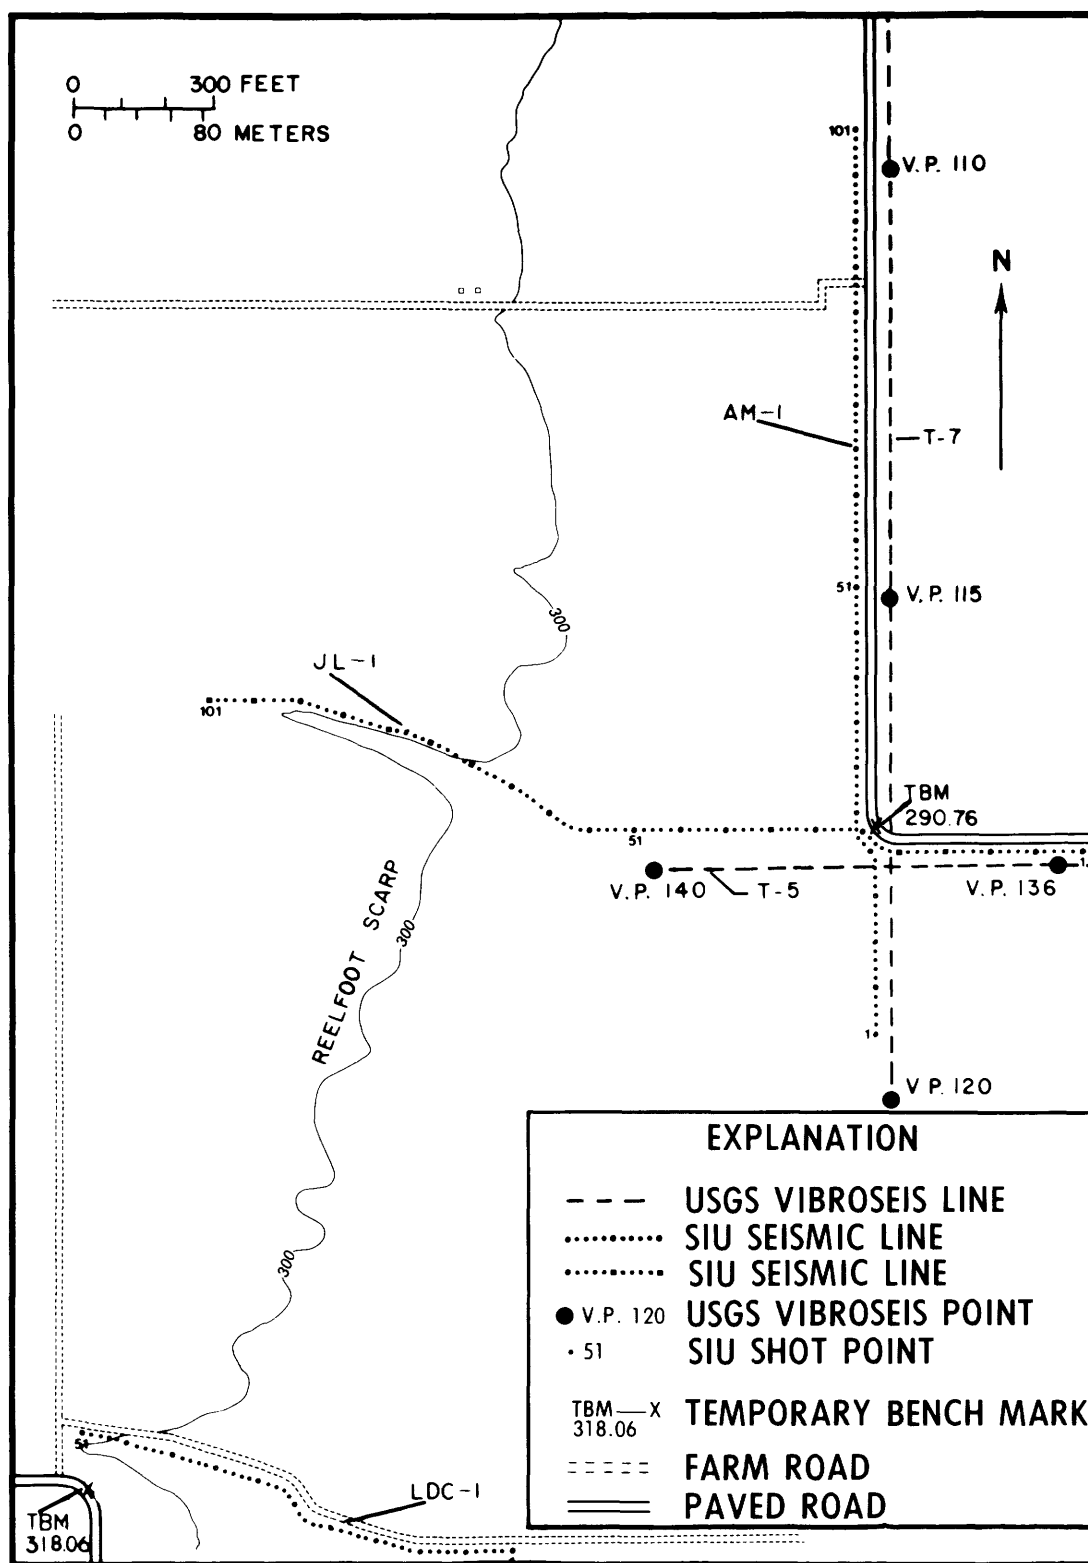 0 300 FEET
0 80 METERS
101
V.P. 110
N
AM-1
T-7
51
V.P. 115
300
JL-1
101
TBM
290.76
51
1
V.P. 140
T-5
V.P. 136
REELFOOT SCARP
300
1
V P. 120
300
EXPLANATION
USGS VIBROSEIS LINE
SIU SEISMIC LINE
SIU SEISMIC LINE
V.P. 120 USGS VIBROSEIS POINT
51 SIU SHOT POINT
TBM X TEMPORARY BENCH MARK
318.06
FARM ROAD
PAVED ROAD
51
X
LDC-1
TBM
318.06